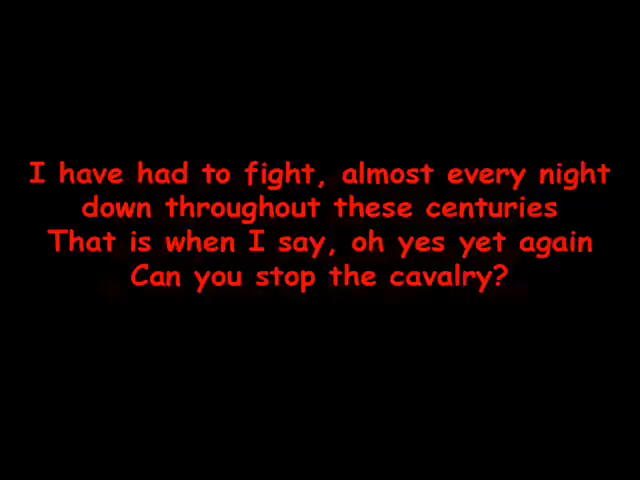 I have had to fight, almost every night
down throughout these centuries
That is when I say, oh yes yet again
Can you stop the cavalry?